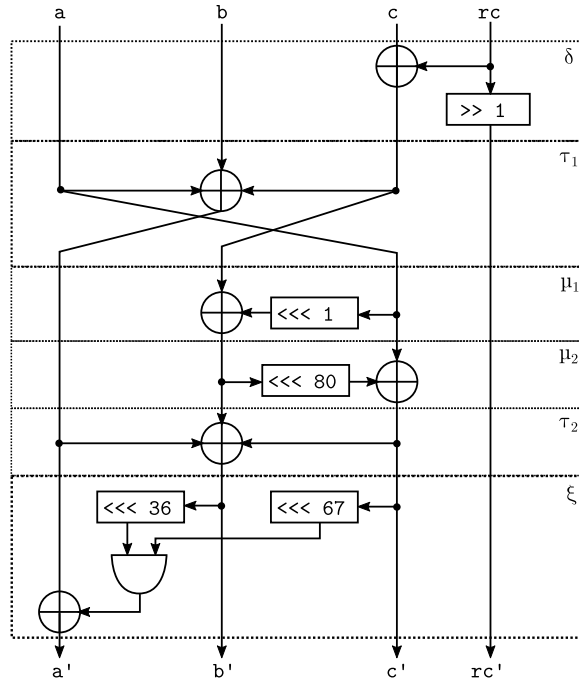 a b c rc
δ
>> 1
τ1
μ1
<<< 1
μ2
<<< 80
τ2
ξ
<<< 36 <<< 67
a' b' c' rc'